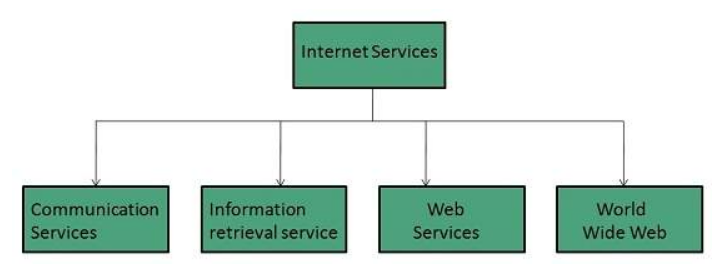 Internet Services
Communication
Services
Information
retrieval service
Web
Services
World
Wide Web